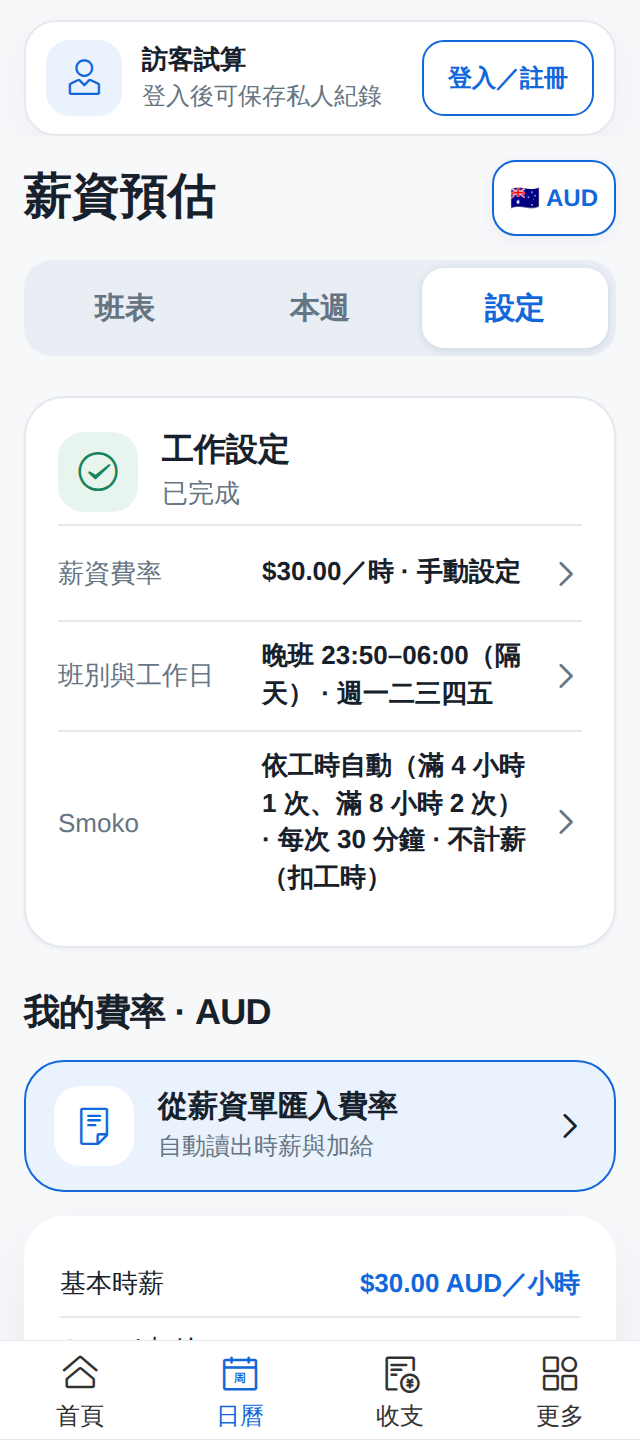 訪客試算
登入後可保存私人紀錄
登入／註冊
薪資預估
🇦🇺 AUD
班表
本週
設定
工作設定
已完成
薪資費率
$30.00／時 · 手動設定
班別與工作日
晚班 23:50–06:00（隔
天） · 週一二三四五
Smoko
依工時自動（滿 4 小時
1 次、滿 8 小時 2 次）
· 每次 30 分鐘 · 不計薪
（扣工時）
我的費率 · AUD
從薪資單匯入費率
自動讀出時薪與加給
基本時薪
$30.00 AUD／小時
周
首頁
日曆
¥
收支
更多